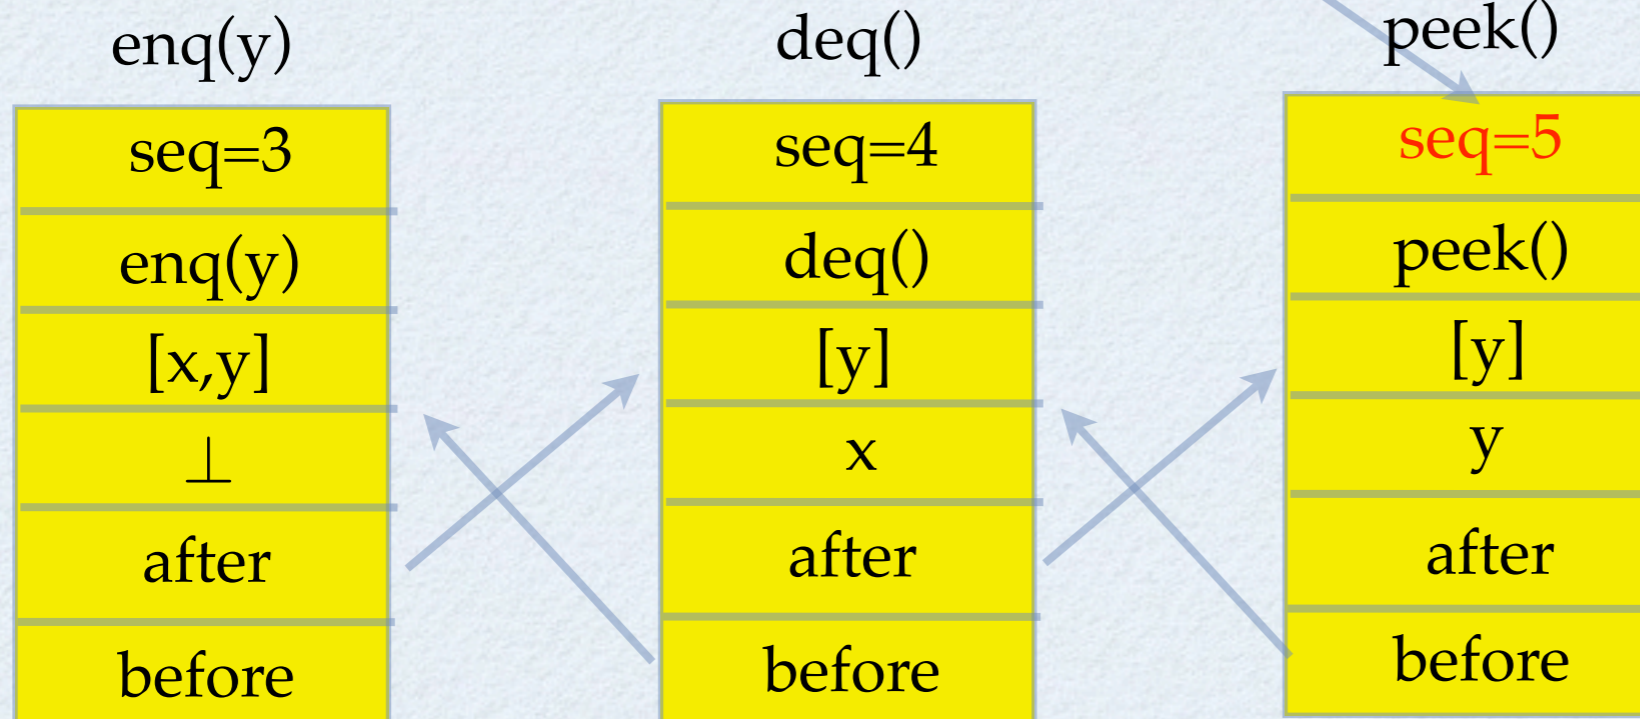 enq(y)
seq=3
enq(y)
[x,y]
⊥
after
before
deq()
seq=4
deq()
[y]
x
after
before
peek()
seq=5
peek()
[y]
y
after
before